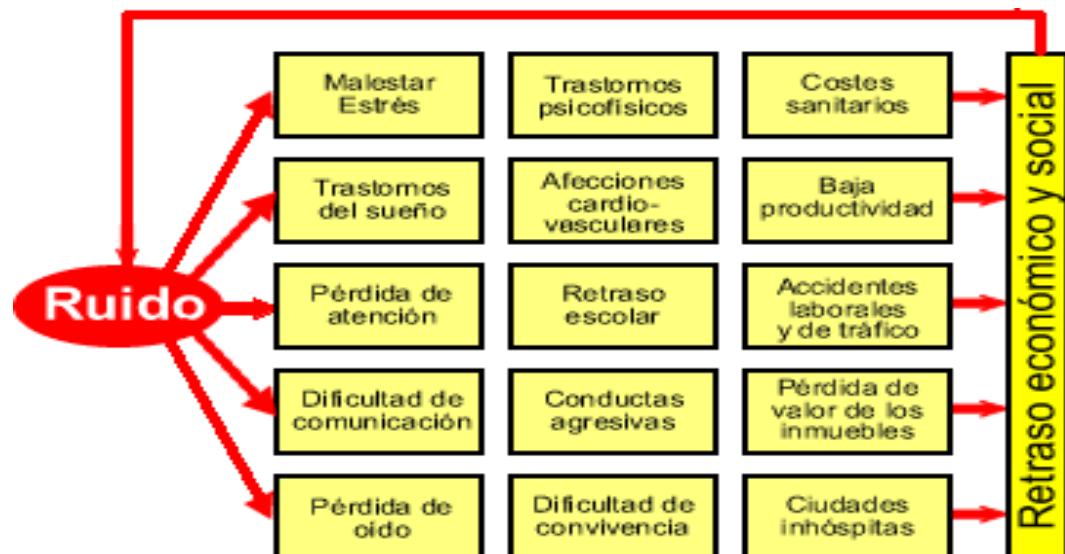 Malestar
Estrés
Trastornos
psicofísicos
Costes
sanitarios
Trastornos
del sueño
Afecciones
cardio-
vasculares
Baja
productividad
Ruido
Pérdida de
atención
Retraso
escolar
Accidentes
laborales
y de tráfico
Dificultad de
comunicación
Conductas
agresivas
Pérdida de
valor de los
inmuebles
Pérdida de
oido
Dificultad de
convivencia
Ciudades
inhóspitas
Retraso económico y social